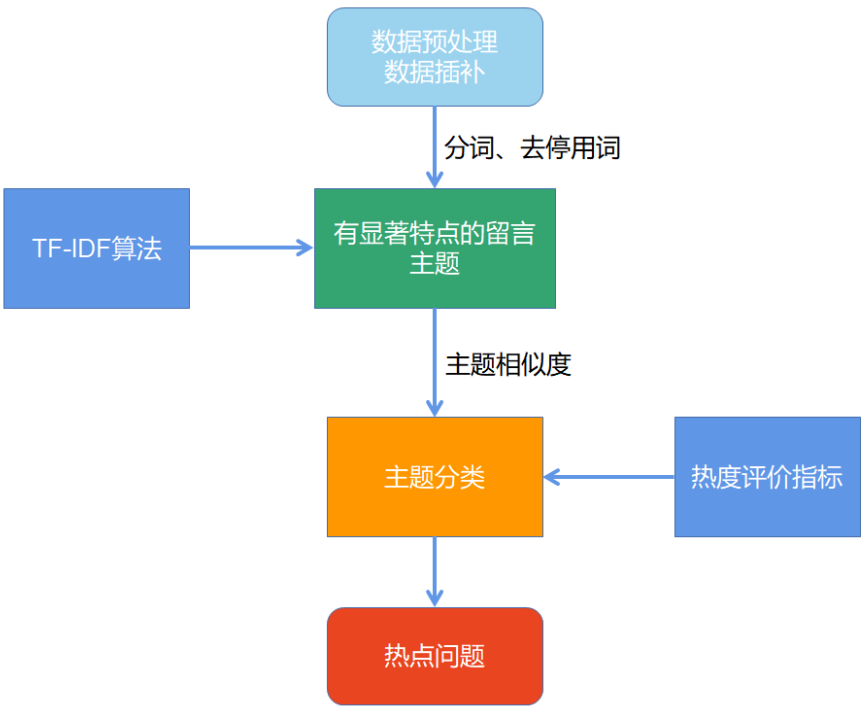 数据预处理
数据插补
分词、去停用词
TF-IDF算法
有显著特点的留言
主题
主题相似度
主题分类
热度评价指标
热点问题